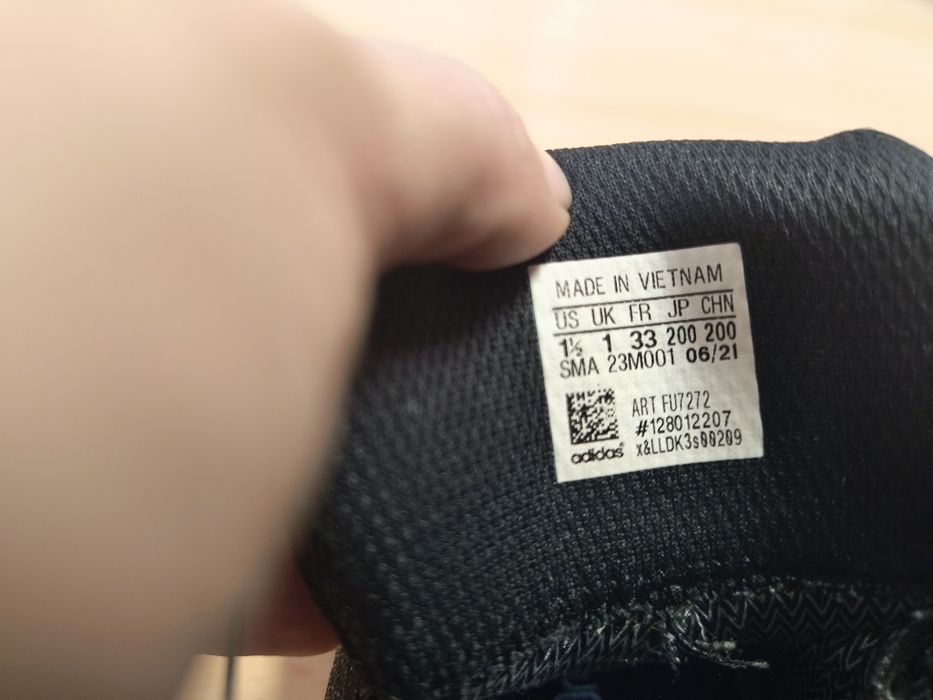 MADE IN VIETNAM
US UK FR JP CHN
1½ 1 33 200 200
SMA 23M001 06/21
ART FU7272
#128012207
x&LLDK3s00209
adidas